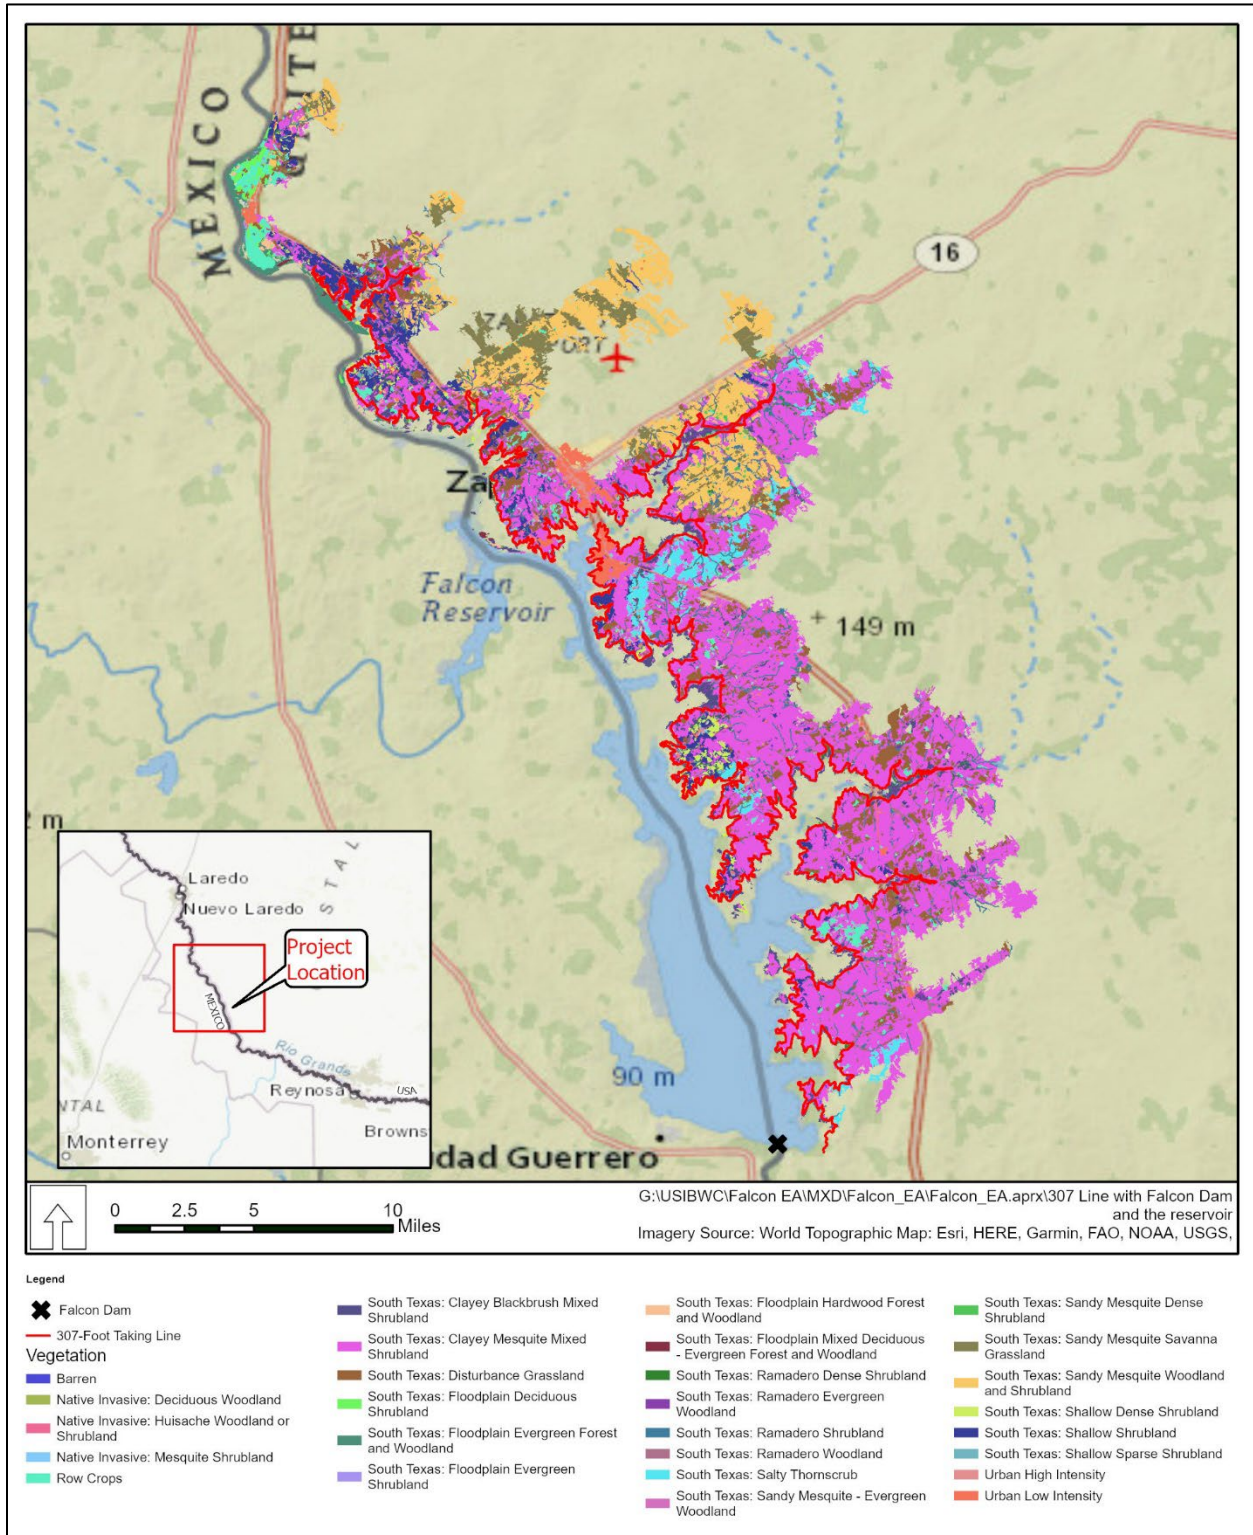 MEXICO
UNITE
16
149 m
Falcon
Reservoir
90 m
Laredo
Nuevo Laredo
STAL
Project
Location
MEXICO
Rio Grande
Reynosa
USA
Monterrey
0 2.5 5 10
Miles
G:\USIBWC\Falcon EA\MXD\Falcon_EA\Falcon_EA.aprx\307 Line with Falcon Dam
and the reservoir
Imagery Source: World Topographic Map: Esri, HERE, Garmin, FAO, NOAA, USGS,
Legend
Falcon Dam
307-Foot Taking Line
Vegetation
Barren
Native Invasive: Deciduous Woodland
Native Invasive: Huisache Woodland or
Shrubland
Native Invasive: Mesquite Shrubland
Row Crops
South Texas: Clayey Blackbrush Mixed
Shrubland
South Texas: Clayey Mesquite Mixed
Shrubland
South Texas: Disturbance Grassland
South Texas: Floodplain Deciduous
Shrubland
South Texas: Floodplain Evergreen Forest
and Woodland
South Texas: Floodplain Evergreen
Shrubland
South Texas: Floodplain Hardwood Forest
and Woodland
South Texas: Floodplain Mixed Deciduous
- Evergreen Forest and Woodland
South Texas: Ramadero Dense Shrubland
South Texas: Ramadero Evergreen
Woodland
South Texas: Ramadero Shrubland
South Texas: Ramadero Woodland
South Texas: Salty Thornscrub
South Texas: Sandy Mesquite - Evergreen
Woodland
South Texas: Sandy Mesquite Dense
Shrubland
South Texas: Sandy Mesquite Savanna
Grassland
South Texas: Sandy Mesquite Woodland
and Shrubland
South Texas: Shallow Dense Shrubland
South Texas: Shallow Shrubland
South Texas: Shallow Sparse Shrubland
Urban High Intensity
Urban Low Intensity